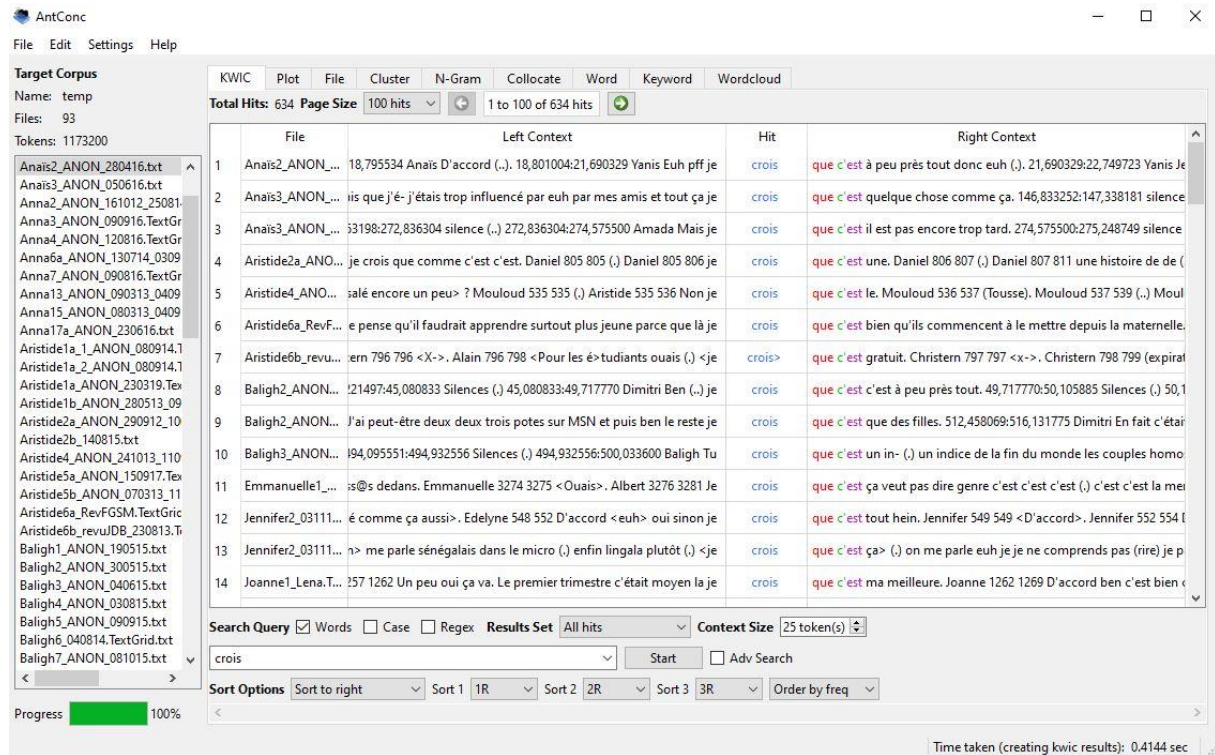 AntConc
File Edit Settings Help
Target Corpus
Name: temp
Files: 93
Tokens: 1173200
Anaïs2_ANON_280416.txt
Anaïs3_ANON_050616.txt
Anna2_ANON_161012_25081
Anna3_ANON_090916.TextGr
Anna4_ANON_120816.TextGr
Anna6a_ANON_130714_0309
Anna7_ANON_090816.TextGr
Anna13_ANON_090313_0409
Anna15_ANON_080313_0409
Anna17a_ANON_230616.txt
Aristide1a_1_ANON_080914.T
Aristide1a_2_ANON_080914.T
Aristide1a_ANON_230319.Tex
Aristide1b_ANON_280513_09
Aristide2a_ANON_290912_10
Aristide2b_140815.txt
Aristide4_ANON_241013_110
Aristide5a_ANON_150917.Tex
Aristide5b_ANON_070313_11
Aristide6a_RevFGSM.TextGric
Aristide6b_revuJDB_230813.Te
Baligh1_ANON_190515.txt
Baligh2_ANON_300515.txt
Baligh3_ANON_040615.txt
Baligh4_ANON_030815.txt
Baligh5_ANON_090915.txt
Baligh6_040814.TextGrid.txt
Baligh7_ANON_081015.txt
Progress 100%
KWIC Plot File Cluster N-Gram Collocate Word Keyword Wordcloud
Total Hits: 634 Page Size 100 hits 1 to 100 of 634 hits
File Left Context Hit Right Context
1 Anaïs2_ANON_... 18,795534 Anaïs D'accord (..). 18,801004:21,690329 Yanis Euh pff je crois que c'est à peu près tout donc euh (.). 21,690329:22,749723 Yanis Je
2 Anaïs3_ANON_... is que j'é- j'étais trop influencé par euh par mes amis et tout ça je crois que c'est quelque chose comme ça. 146,833252:147,338181 silence
3 Anaïs3_ANON_... 53198:272,836304 silence (..) 272,836304:274,575500 Amada Mais je crois que c'est il est pas encore trop tard. 274,575500:275,248749 silence
4 Aristide2a_ANO... je crois que comme c'est c'est. Daniel 805 805 (.) Daniel 805 806 je crois que c'est une. Daniel 806 807 (.) Daniel 807 811 une histoire de de (
5 Aristide4_ANO... salé encore un peu> ? Mouloud 535 535 (.) Aristide 535 536 Non je crois que c'est le. Mouloud 536 537 (Tousse). Mouloud 537 539 (..) Moul
6 Aristide6a_RevF... e pense qu'il faudrait apprendre surtout plus jeune parce que là je crois que c'est bien qu'ils commencent à le mettre depuis la maternelle.
7 Aristide6b_revu... ern 796 796 <X->. Alain 796 798 <Pour les é>tudiants ouais (.) <je crois> que c'est gratuit. Christern 797 797 <x->. Christern 798 799 (expirat
8 Baligh2_ANON... 221497:45,080833 Silences (.) 45,080833:49,717770 Dimitri Ben (..) je crois que c'est c'est à peu près tout. 49,717770:50,105885 Silences (.) 50,1
9 Baligh2_ANON... J'ai peut-être deux deux trois potes sur MSN et puis ben le reste je crois que c'est que des filles. 512,458069:516,131775 Dimitri En fait c'étai
10 Baligh3_ANON... 494,095551:494,932556 Silences (.) 494,932556:500,033600 Baligh Tu crois que c'est un in- (.) un indice de la fin du monde les couples homo
11 Emmanuelle1_... ss@s dedans. Emmanuelle 3274 3275 <Ouais>. Albert 3276 3281 Je crois que c'est ça veut pas dire genre c'est c'est c'est (.) c'est c'est la me
12 Jennifer2_03111... é comme ça aussi>. Edelyne 548 552 D'accord <euh> oui sinon je crois que c'est tout hein. Jennifer 549 549 <D'accord>. Jennifer 552 554
13 Jennifer2_03111... n> me parle sénégalais dans le micro (.) enfin lingala plutôt (.) <je crois que c'est ça> (.) on me parle euh je je ne comprends pas (rire) je p
14 Joanne1_Lena.T... 257 1262 Un peu oui ça va. Le premier trimestre c'était moyen la je crois que c'est ma meilleure. Joanne 1262 1269 D'accord ben c'est bien
Search Query Words Case Regex Results Set All hits Context Size 25 token(s)
crois Start Adv Search
Sort Options Sort to right Sort 1 1R Sort 2 2R Sort 3 3R Order by freq
Time taken (creating kwic results): 0.4144 sec